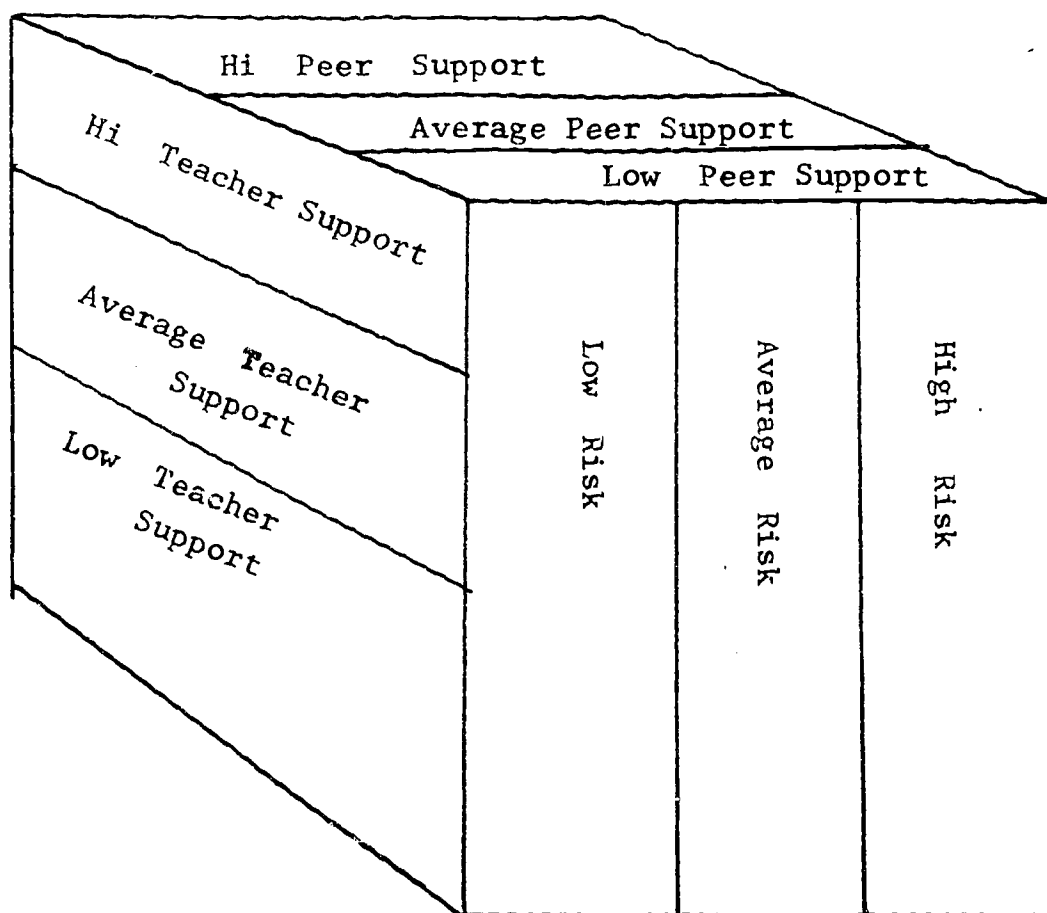 Hi Peer Support
Average Peer Support
Low Peer Support
Hi Teacher Support
Average Teacher
Support
Low Teacher
Support
Low Risk
Average Risk
High Risk